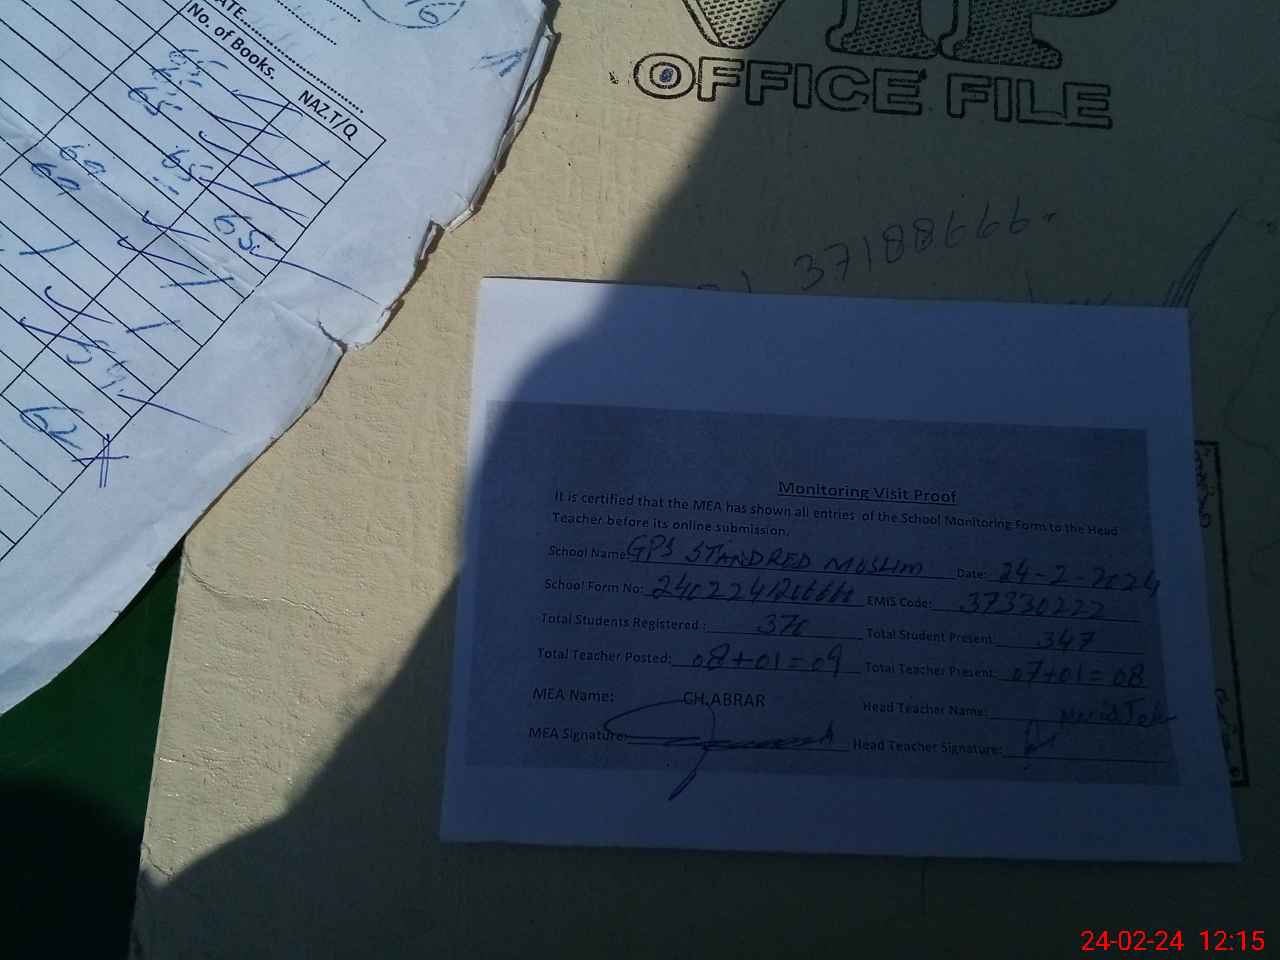 DATE
No. of Books.
NAZ.T/Q
65
65
65
65
60
60
62
VIP
OFFICE FILE
37188666
Monitoring Visit Proof
It is certified that the MEA has shown all entries of the School Monitoring Form to the Head
Teacher before its online submission.
School Name: GPS STANDRED MUSLIM Date: 24-2-2024
School Form No: EMIS Code: 37330222
Total Students Registered : 370 Total Student Present: 347
Total Teacher Posted: 08+01=09 Total Teacher Present: 07+01=08
MEA Name: CH.ABRAR Head Teacher Name:
MEA Signature: Head Teacher Signature:
24-02-24 12:15